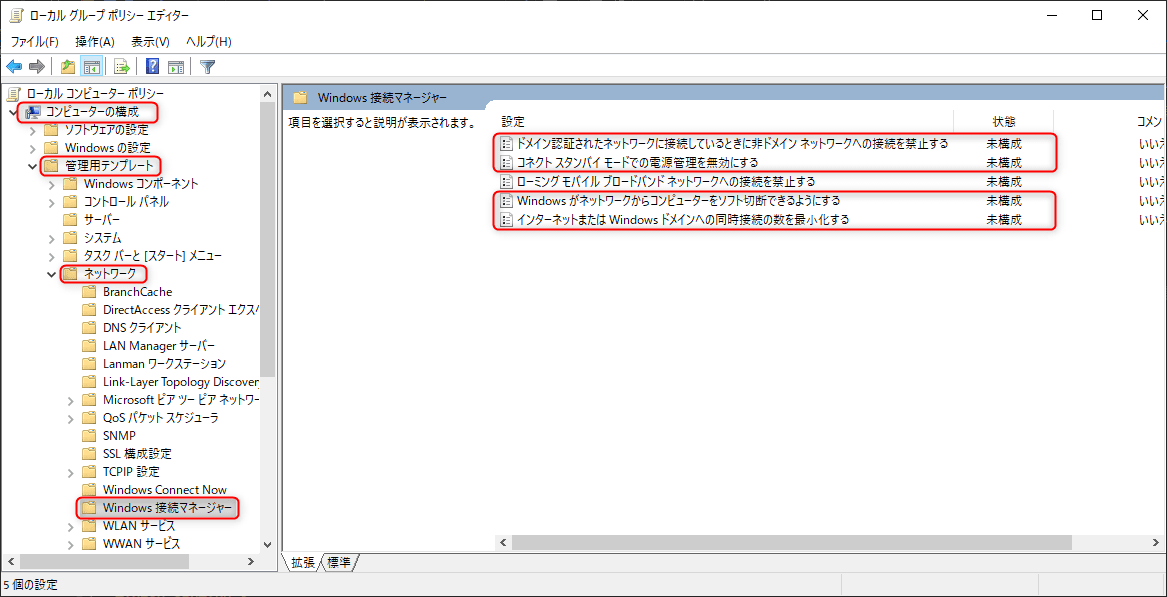 ローカル グループ ポリシー エディター
ファイル(F) 操作(A) 表示(V) ヘルプ(H)
ローカル コンピューター ポリシー
コンピューターの構成
ソフトウェアの設定
Windows の設定
管理用テンプレート
Windows コンポーネント
コントロール パネル
サーバー
システム
タスク バーと [スタート] メニュー
ネットワーク
BranchCache
DirectAccess クライアント エクスペ
DNS クライアント
LAN Manager サーバー
Lanman ワークステーション
Link-Layer Topology Discovery
Microsoft ピア ツー ピア ネットワー
QoS パケット スケジューラ
SNMP
SSL 構成設定
TCPIP 設定
Windows Connect Now
Windows 接続マネージャー
WLAN サービス
WWAN サービス
Windows 接続マネージャー
項目を選択すると説明が表示されます。
設定 状態 コメン
ドメイン認証されたネットワークに接続しているときに非ドメイン ネットワークへの接続を禁止する 未構成 いいえ
コネクト スタンバイ モードでの電源管理を無効にする 未構成 いいえ
ローミング モバイル ブロードバンド ネットワークへの接続を禁止する 未構成 いいえ
Windows がネットワークからコンピューターをソフト切断できるようにする 未構成 いいえ
インターネットまたは Windows ドメインへの同時接続の数を最小化する 未構成 いいえ
拡張 標準
5 個の設定